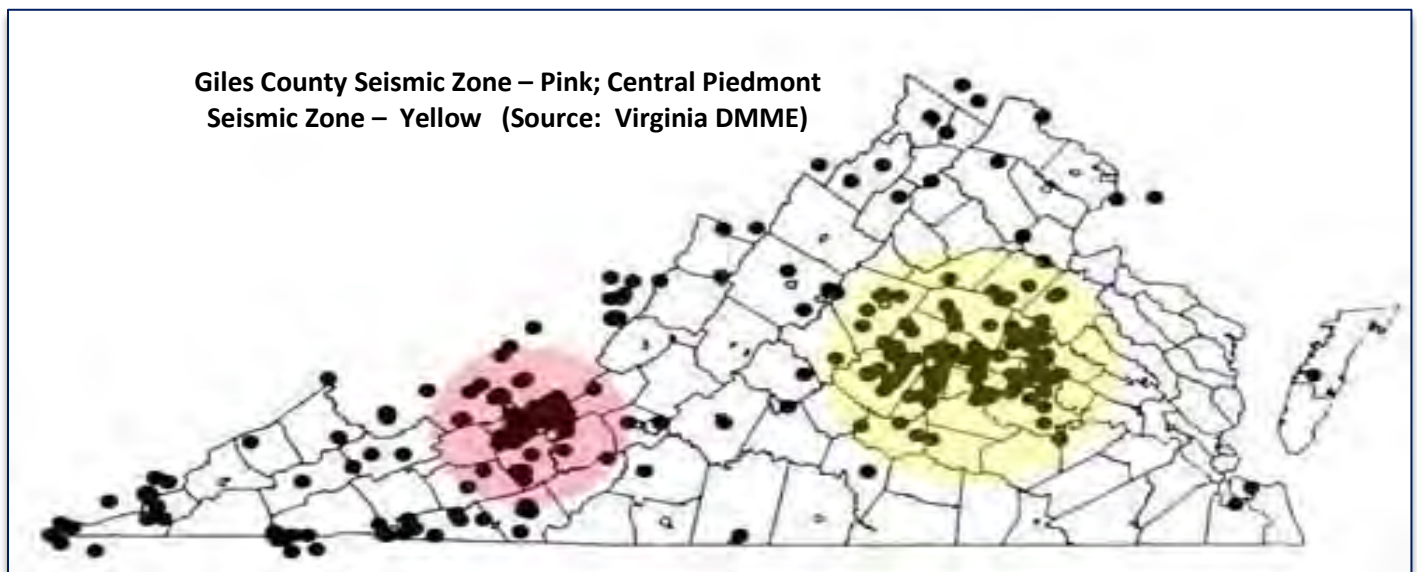 Giles County Seismic Zone – Pink; Central Piedmont
Seismic Zone – Yellow (Source: Virginia DMME)